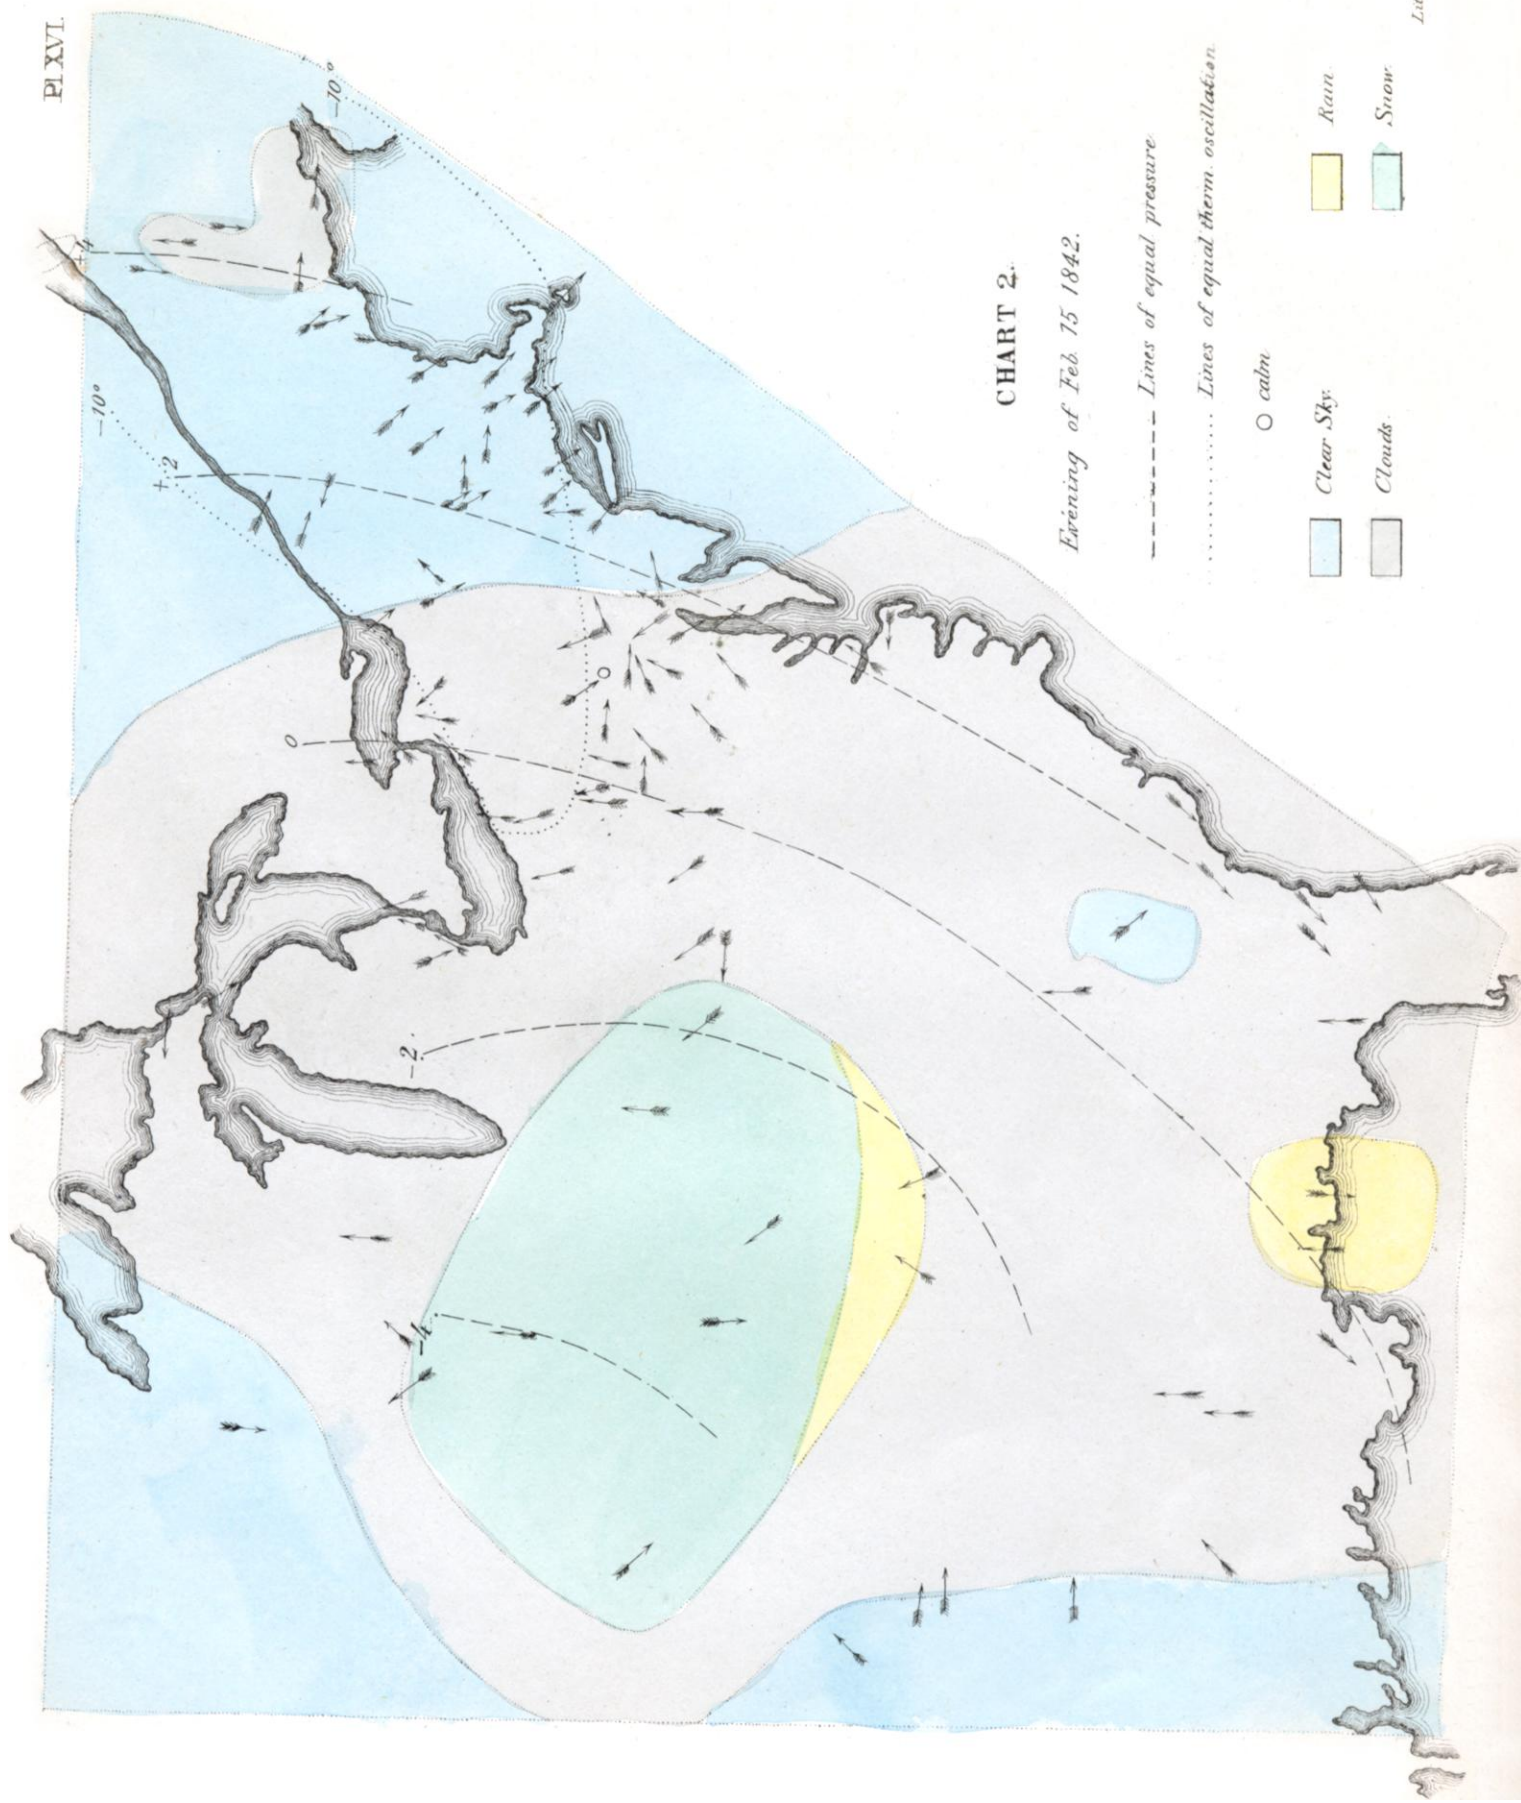 Pl. XVI.
-10°
+4
-10°
+2
0
-2.
-4.
CHART 2.
Evening of Feb. 15 1842.
Lines of equal pressure
Lines of equal therm. oscillation.
O calm
Clear Sky.
Rain
Clouds.
Snow.